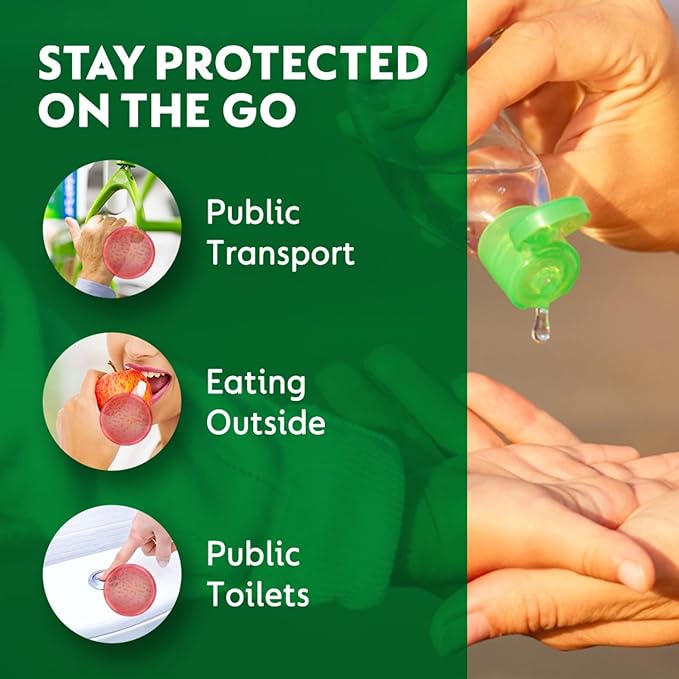 STAY PROTECTED
ON THE GO
Public
Transport
Eating
Outside
Public
Toilets